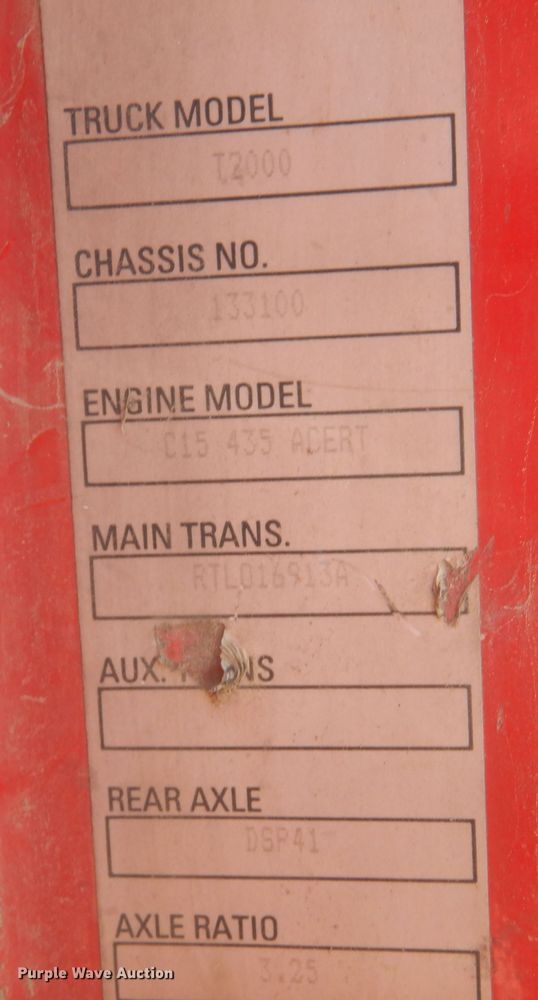 TRUCK MODEL
T2000
CHASSIS NO.
133100
ENGINE MODEL
C15 435 ACERT
MAIN TRANS.
RTLO16913A
AUX.
REAR AXLE
DSP41
AXLE RATIO
3.25
Purple Wave Auction